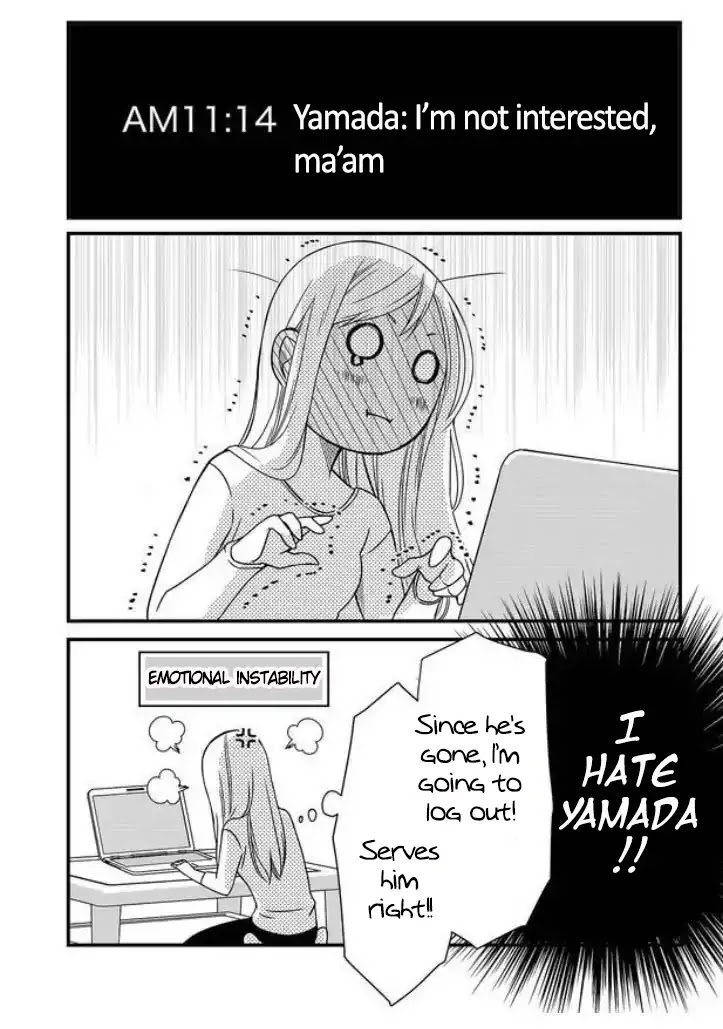 AM11:14 Yamada: I'm not interested,
ma'am
I
HATE
YAMADA
!!
Since he's
gone, I'm
going to
log out!
Serves
him
right!!
EMOTIONAL INSTABILITY